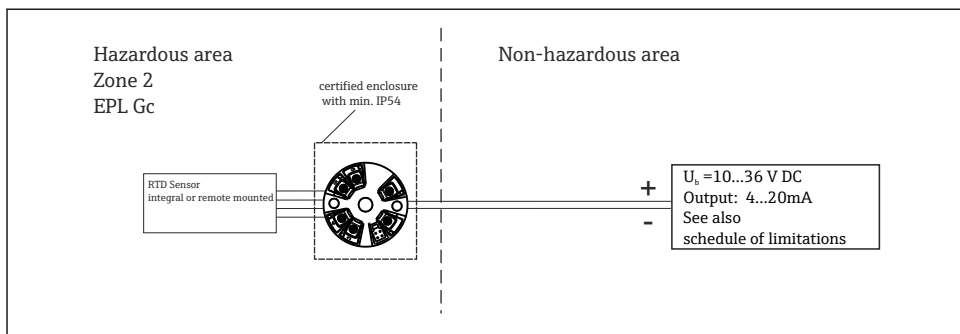 Hazardous area
Zone 2
EPL Gc
Non-hazardous area
certified enclosure
with min. IP54
RTD Sensor
integral or remote mounted
+
-
U_b =10...36 V DC
Output: 4...20mA
See also
schedule of limitations